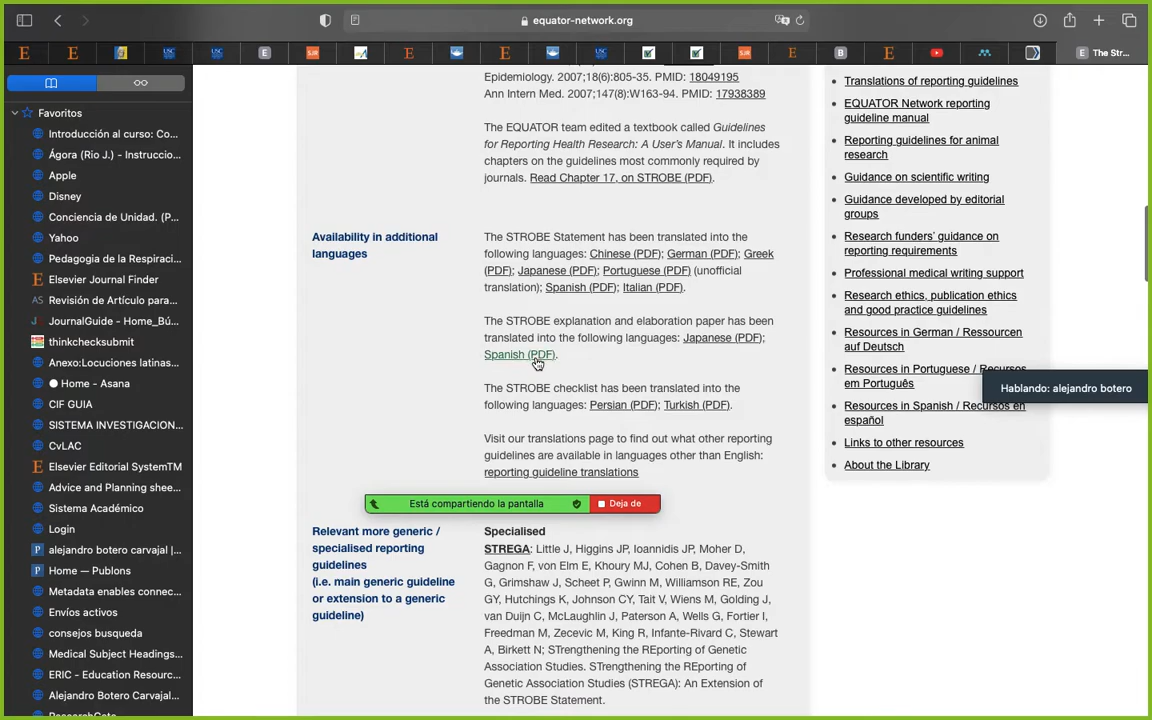 equator-network.org
E
SJR
E
E
E
SJR
E
B
E
E The Str...
Favoritos
Introducción al curso: Co...
Ágora (Rio J.) - Instruccio...
Apple
Disney
Conciencia de Unidad. (P...
Yahoo
Pedagogia de la Respiraci...
Elsevier Journal Finder
AS Revisión de Artículo para...
J JournalGuide - Home_Bú...
thinkchecksubmit
Anexo:Locuciones latinas...
Home – Asana
CIF GUIA
SISTEMA INVESTIGACION...
CvLAC
Elsevier Editorial SystemTM
Advice and Planning shee...
Sistema Académico
Login
P alejandro botero carvajal |...
P Home — Publons
Metadata enables connec...
Envíos activos
consejos busqueda
Medical Subject Headings...
ERIC - Education Resourc...
Alejandro Botero Carvajal...
ResearchGate
Epidemiology. 2007;18(6):805-35. PMID: 18049195
Ann Intern Med. 2007;147(8):W163-94. PMID: 17938389
The EQUATOR team edited a textbook called Guidelines
for Reporting Health Research: A User's Manual. It includes
chapters on the guidelines most commonly required by
journals. Read Chapter 17, on STROBE (PDF).
Availability in additional
languages
The STROBE Statement has been translated into the
following languages: Chinese (PDF); German (PDF); Greek
(PDF); Japanese (PDF); Portuguese (PDF) (unofficial
translation); Spanish (PDF); Italian (PDF).
The STROBE explanation and elaboration paper has been
translated into the following languages: Japanese (PDF);
Spanish (PDF).
The STROBE checklist has been translated into the
following languages: Persian (PDF); Turkish (PDF).
Visit our translations page to find out what other reporting
guidelines are available in languages other than English:
reporting guideline translations
Está compartiendo la pantalla
Deja de
Relevant more generic /
specialised reporting
guidelines
(i.e. main generic guideline
or extension to a generic
guideline)
Specialised
STREGA: Little J, Higgins JP, Ioannidis JP, Moher D,
Gagnon F, von Elm E, Khoury MJ, Cohen B, Davey-Smith
G, Grimshaw J, Scheet P, Gwinn M, Williamson RE, Zou
GY, Hutchings K, Johnson CY, Tait V, Wiens M, Golding J,
van Duijn C, McLaughlin J, Paterson A, Wells G, Fortier I,
Freedman M, Zecevic M, King R, Infante-Rivard C, Stewart
A, Birkett N; STrengthening the REporting of Genetic
Association Studies. STrengthening the REporting of
Genetic Association Studies (STREGA): An Extension of
the STROBE Statement.
Translations of reporting guidelines
EQUATOR Network reporting
guideline manual
Reporting guidelines for animal
research
Guidance on scientific writing
Guidance developed by editorial
groups
Research funders' guidance on
reporting requirements
Professional medical writing support
Research ethics, publication ethics
and good practice guidelines
Resources in German / Ressourcen
auf Deutsch
Resources in Portuguese / Recursos
em Português
Hablando: alejandro botero
Resources in Spanish / Recursos en
español
Links to other resources
About the Library